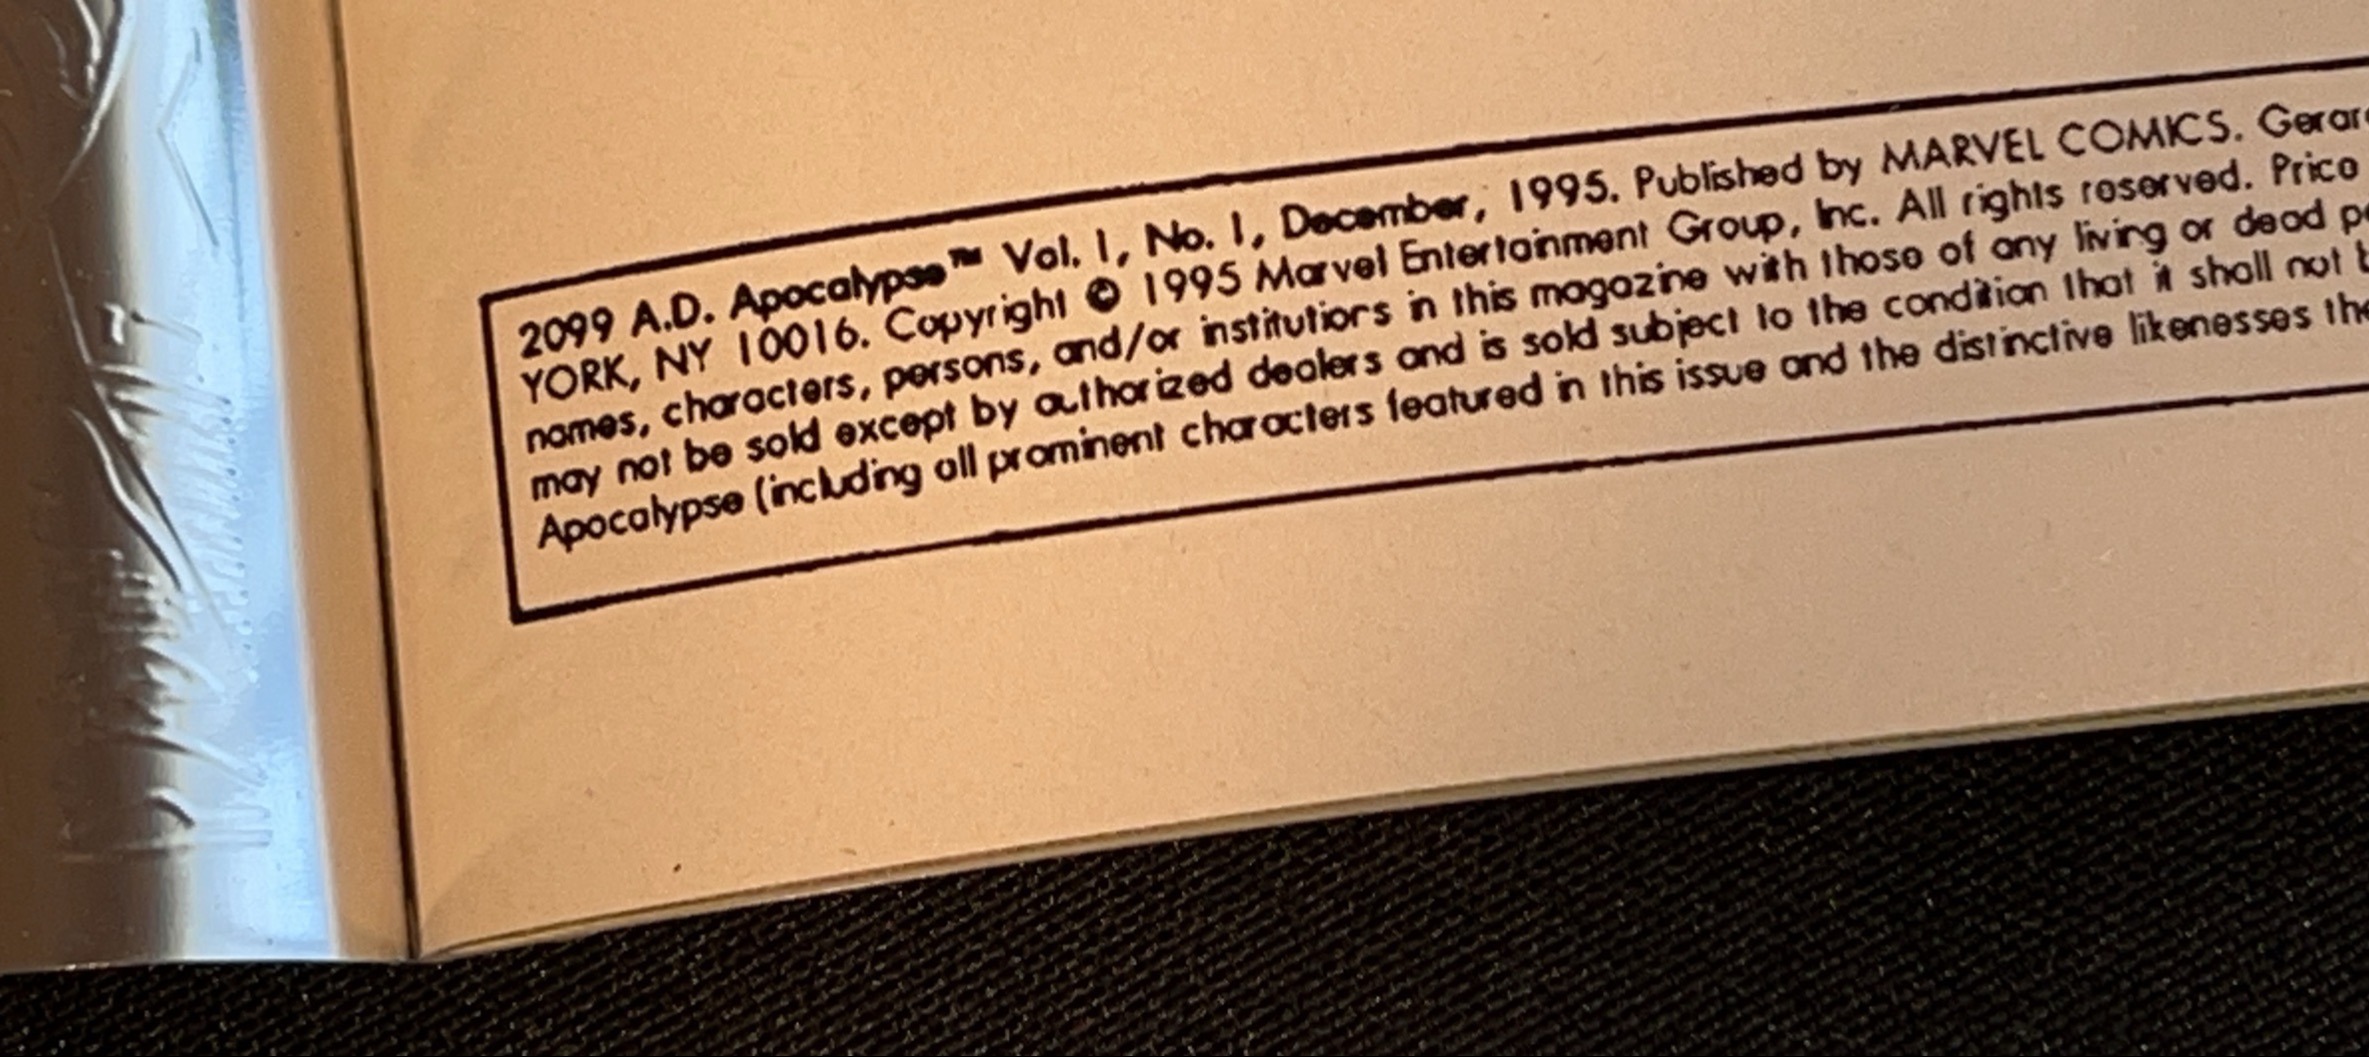 2099 A.D. Apocalypse™ Vol. 1, No. 1, December, 1995. Published by MARVEL COMICS.
YORK, NY 10016. Copyright © 1995 Marvel Entertainment Group, Inc. All rights reserved. Price
names, characters, persons, and/or institutions in this magazine with those of any living or dead
may not be sold except by authorized dealers and is sold subject to the condition that it shall not
Apocalypse (including all prominent characters featured in this issue and the distinctive likenesses